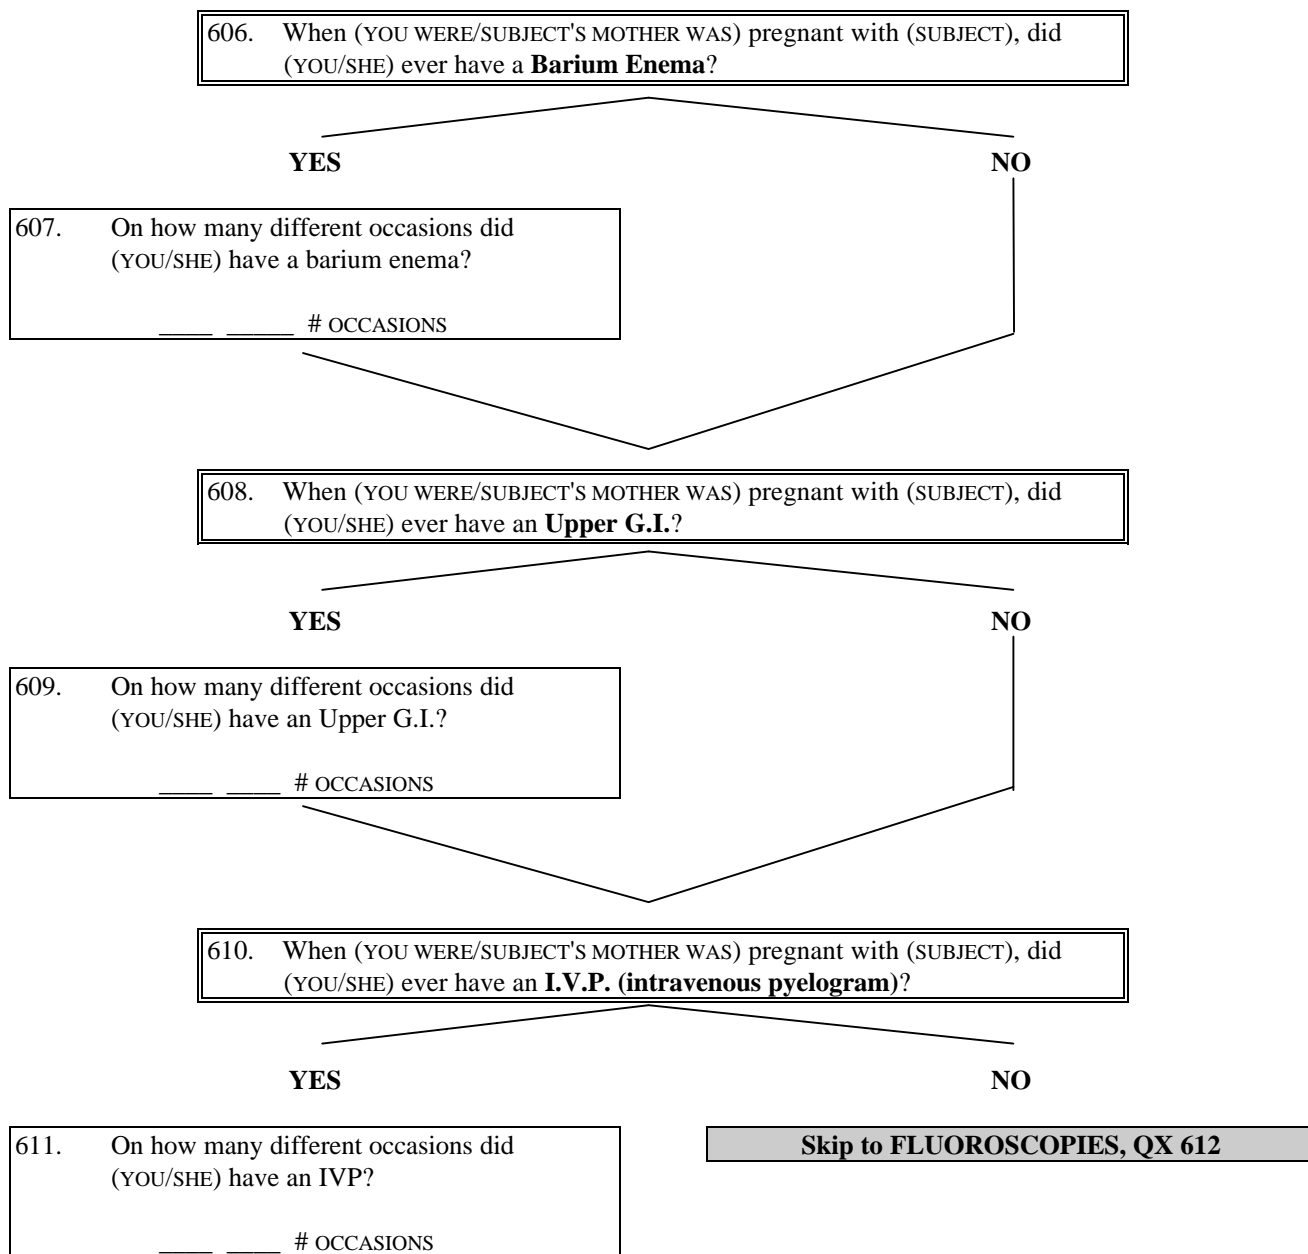 606. When (YOU WERE/SUBJECT'S MOTHER WAS) pregnant with (SUBJECT), did
(YOU/SHE) ever have a Barium Enema?
YES NO
607. On how many different occasions did
(YOU/SHE) have a barium enema?
____ _____ # OCCASIONS
608. When (YOU WERE/SUBJECT'S MOTHER WAS) pregnant with (SUBJECT), did
(YOU/SHE) ever have an Upper G.I.?
YES NO
609. On how many different occasions did
(YOU/SHE) have an Upper G.I.?
____ ____ # OCCASIONS
610. When (YOU WERE/SUBJECT'S MOTHER WAS) pregnant with (SUBJECT), did
(YOU/SHE) ever have an I.V.P. (intravenous pyelogram)?
YES NO
611. On how many different occasions did
(YOU/SHE) have an IVP?
____ ____ # OCCASIONS
Skip to FLUOROSCOPIES, QX 612